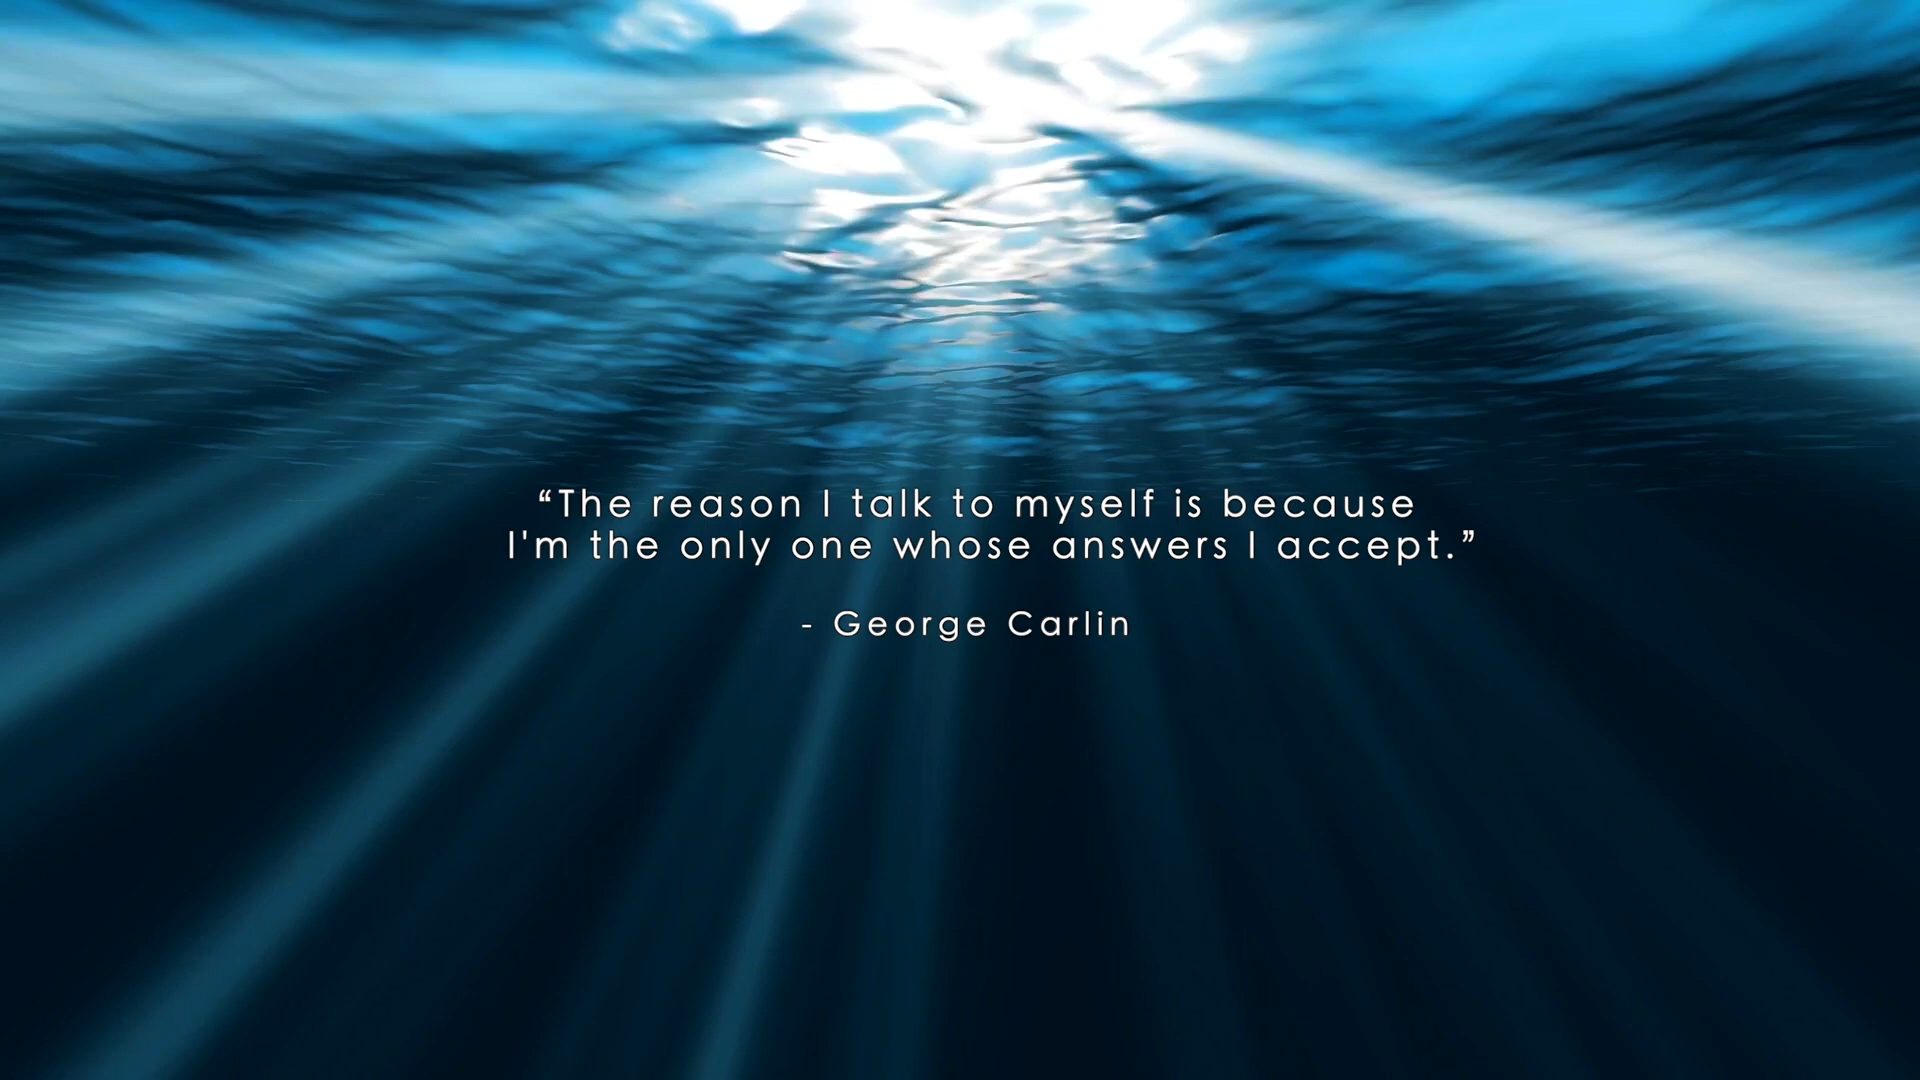 “The reason I talk to myself is because
I'm the only one whose answers I accept.”
- George Carlin